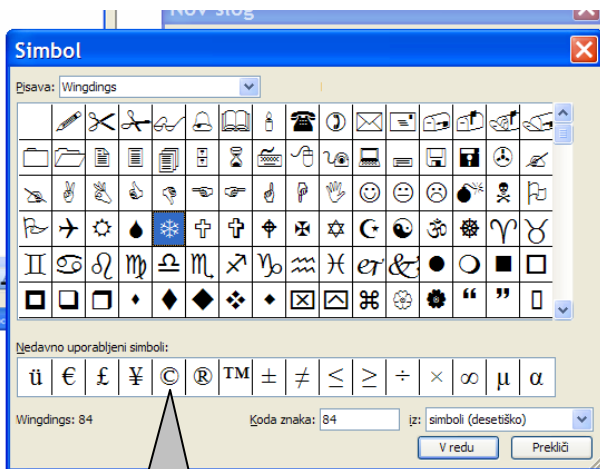 Nov slog
Simbol
Pisava: Wingdings
Nedavno uporabljeni simboli:
ü € £ ¥ © ® ™ ± ≠ ≤ ≥ ÷ × ∞ µ α
Wingdings: 84 Koda znaka: 84 iz: simboli (desetiško)
V redu Prekliči